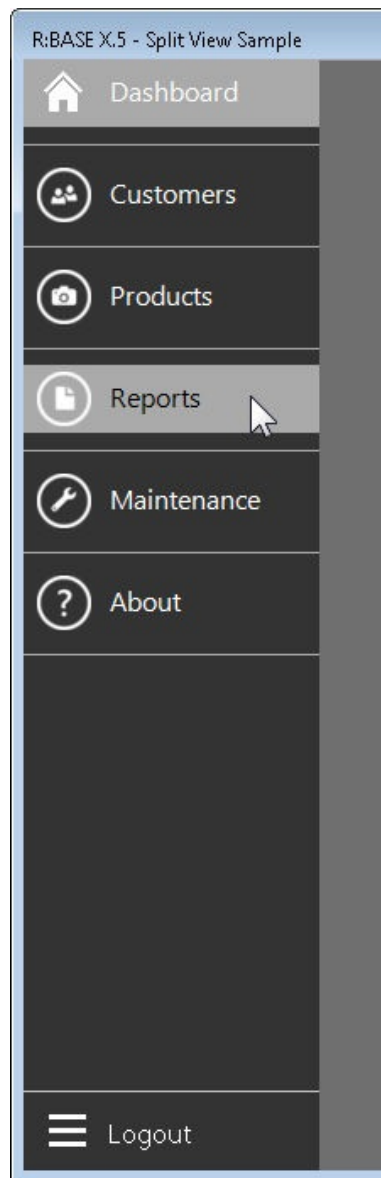 R:BASE X.5 - Split View Sample
Dashboard
Customers
Products
Reports
Maintenance
? About
Logout